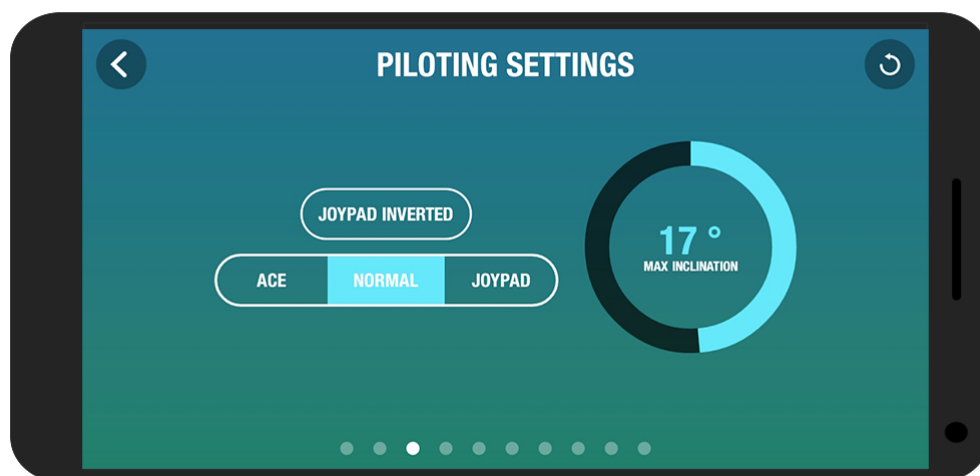 PILOTING SETTINGS
JOYPAD INVERTED
ACE NORMAL JOYPAD
17 °
MAX INCLINATION